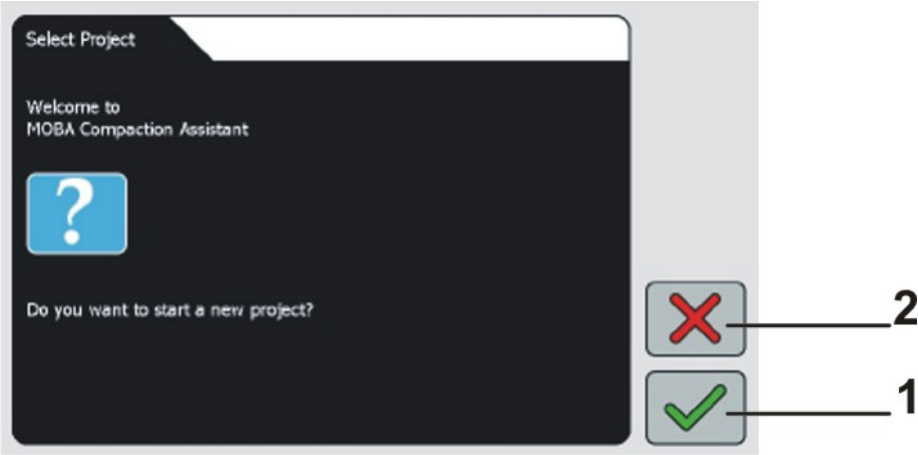 Select Project
Welcome to
MOBA Compaction Assistant
?
Do you want to start a new project?
2
1